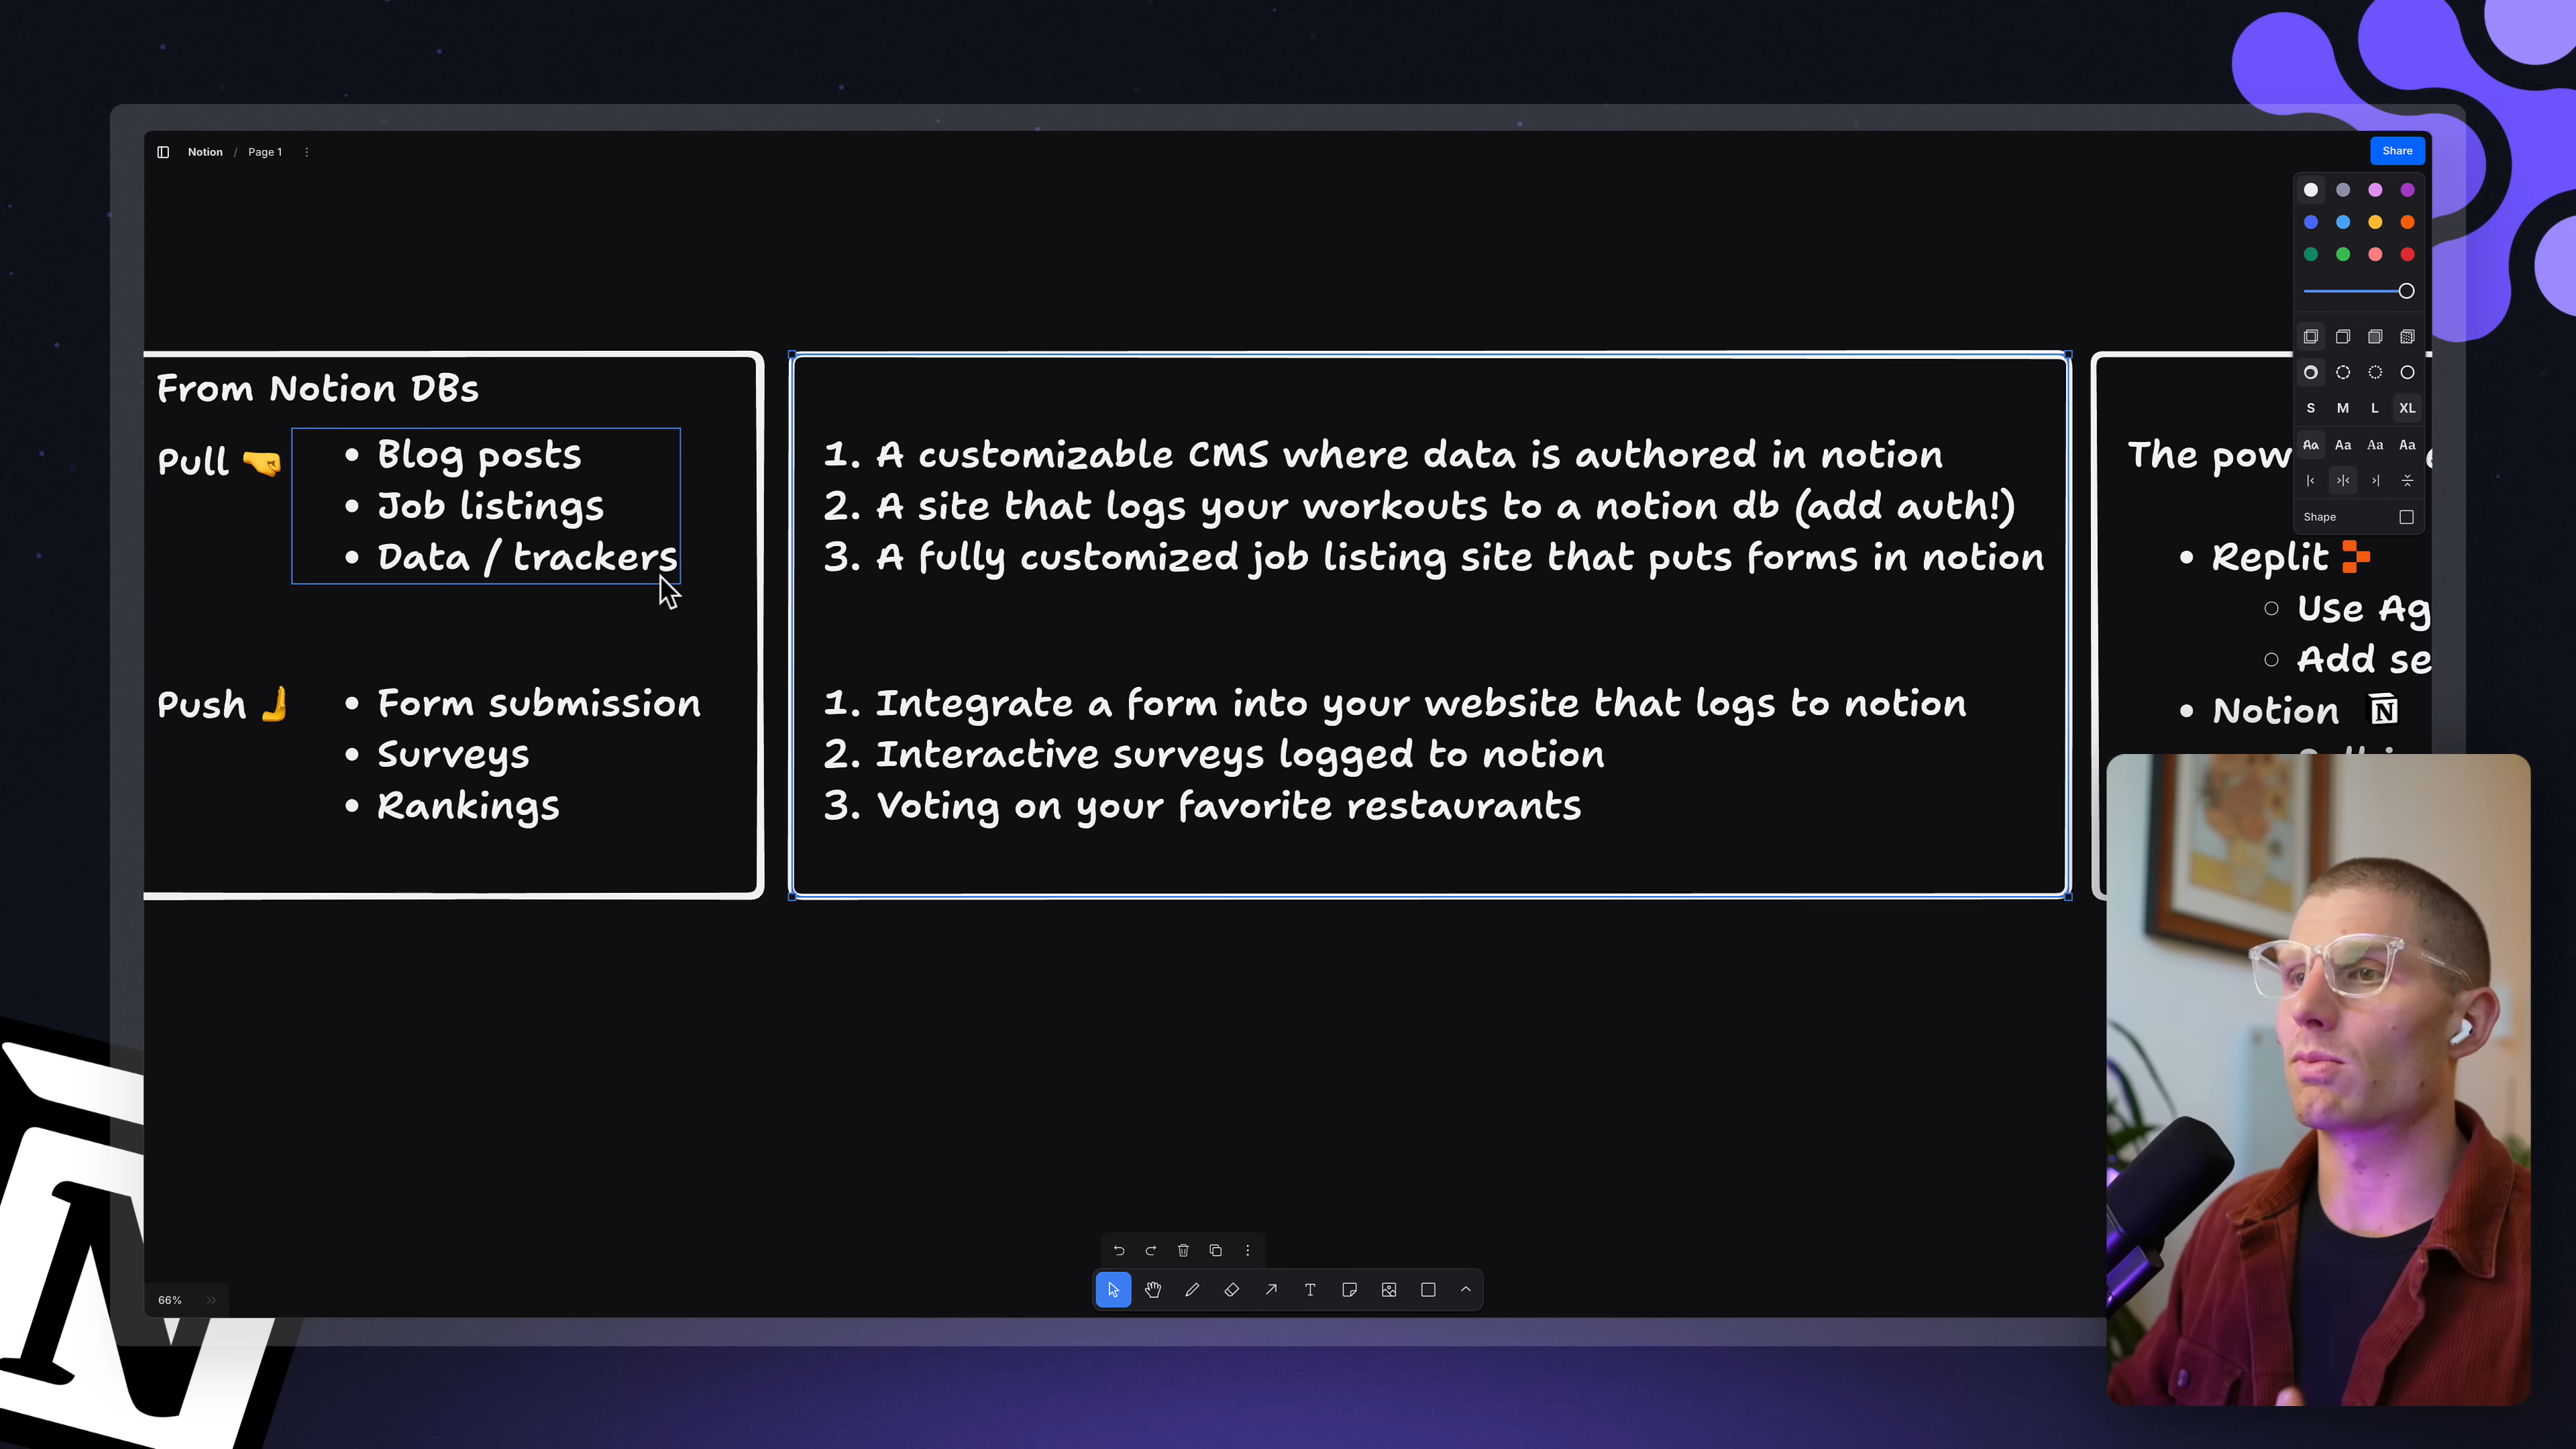 Notion / Page 1
Share
S M L XL
Aa Aa Aa Aa
Shape
From Notion DBs
Pull
• Blog posts
• Job listings
• Data / trackers
Push
• Form submission
• Surveys
• Rankings
1. A customizable CMS where data is authored in notion
2. A site that logs your workouts to a notion db (add auth!)
3. A fully customized job listing site that puts forms in notion
1. Integrate a form into your website that logs to notion
2. Interactive surveys logged to notion
3. Voting on your favorite restaurants
The pow
• Replit
○ Use Ag
○ Add se
• Notion N
66%
N